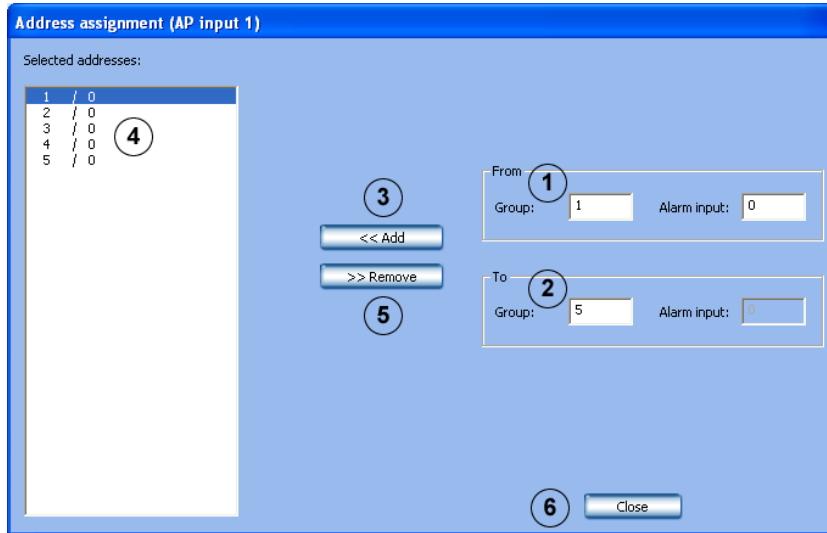 Address assignment (AP input 1)
Selected addresses:
1 / 0
2 / 0
3 / 0
4 / 0
5 / 0
4
3
<< Add
>> Remove
5
From
1
Group: 1 Alarm input: 0
To
2
Group: 5 Alarm input: 0
6
Close